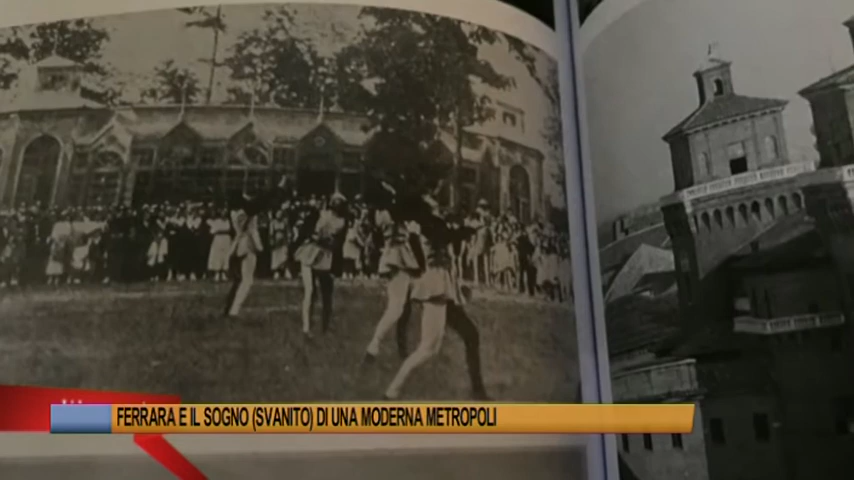 FERRARA E IL SOGNO (SVANITO) DI UNA MODERNA METROPOLI